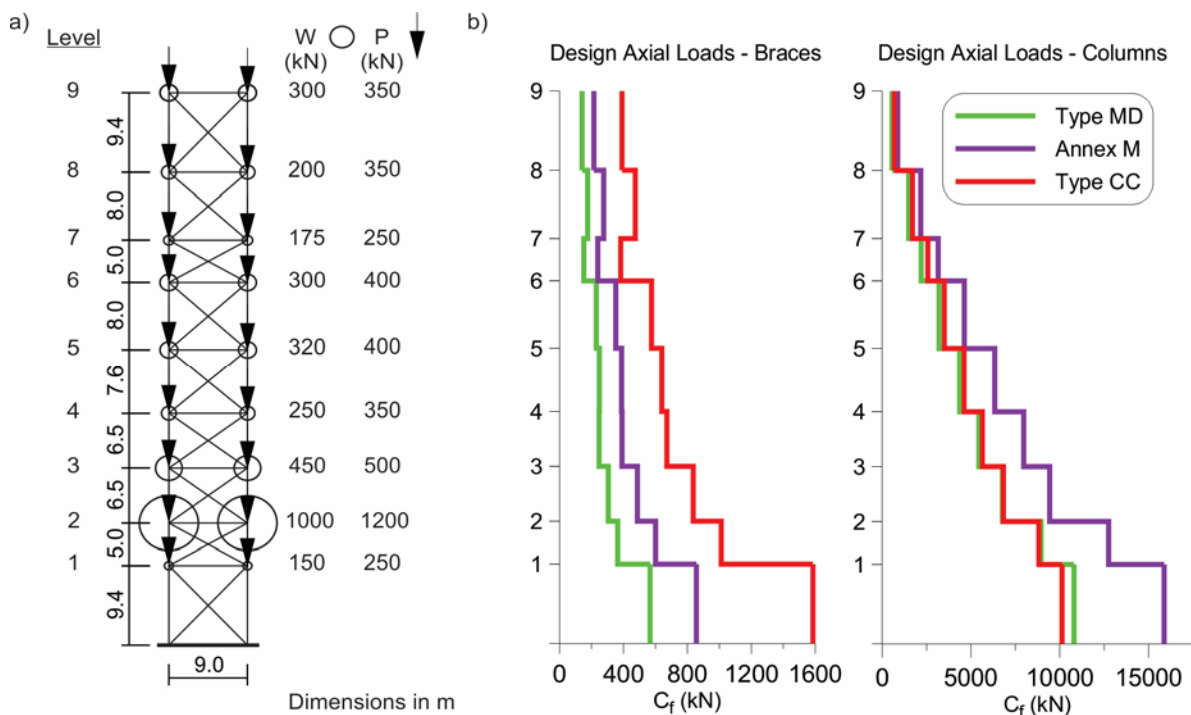 a)
Level
W P
(kN) (kN)
9 300 350
9.4
8 200 350
8.0
7 175 250
5.0
6 300 400
8.0
5 320 400
7.6
4 250 350
6.5
3 450 500
6.5
2 1000 1200
5.0
1 150 250
9.4
9.0
Dimensions in m
b)
Design Axial Loads - Braces
9
8
7
6
5
4
3
2
1
0 400 800 1200 1600
Cf (kN)
Design Axial Loads - Columns
Type MD
Annex M
Type CC
9
8
7
6
5
4
3
2
1
0 5000 10000 15000
Cf (kN)